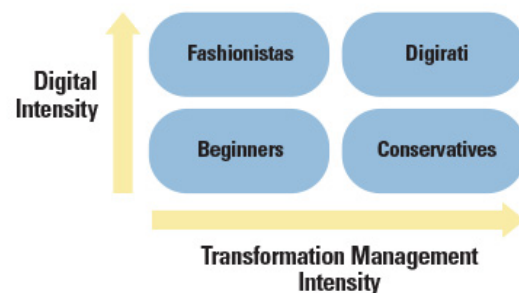 Fashionistas
Digirati
Digital
Intensity
Beginners
Conservatives
Transformation Management
Intensity